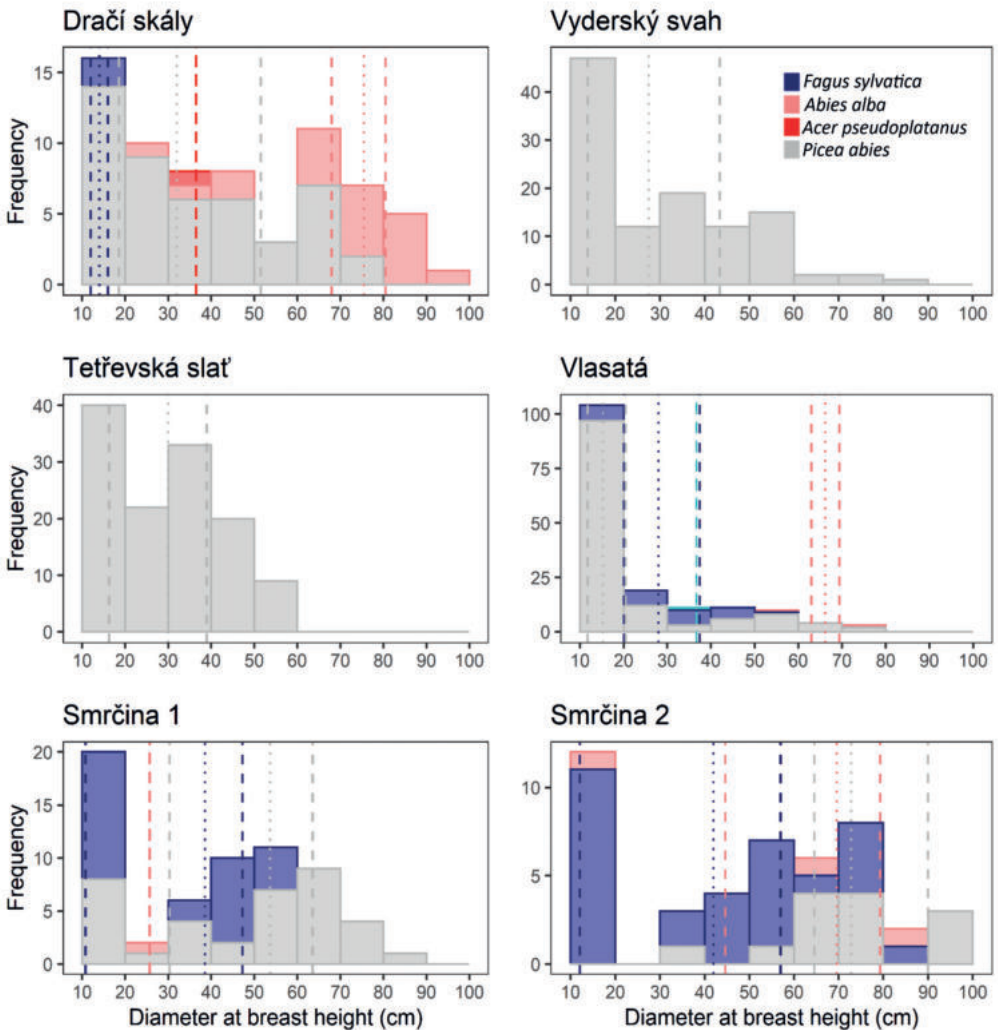 Dračí skály
Frequency
15
10
5
0
10 20 30 40 50 60 70 80 90 100
Vyderský svah
40
30
20
10
0
10 20 30 40 50 60 70 80 90 100
Fagus sylvatica
Abies alba
Acer pseudoplatanus
Picea abies
Tetřevská slať
Frequency
40
30
20
10
0
10 20 30 40 50 60 70 80 90 100
Vlasatá
100
75
50
25
0
10 20 30 40 50 60 70 80 90 100
Smrčina 1
Frequency
20
15
10
5
0
10 20 30 40 50 60 70 80 90 100
Diameter at breast height (cm)
Smrčina 2
10
5
0
10 20 30 40 50 60 70 80 90 100
Diameter at breast height (cm)